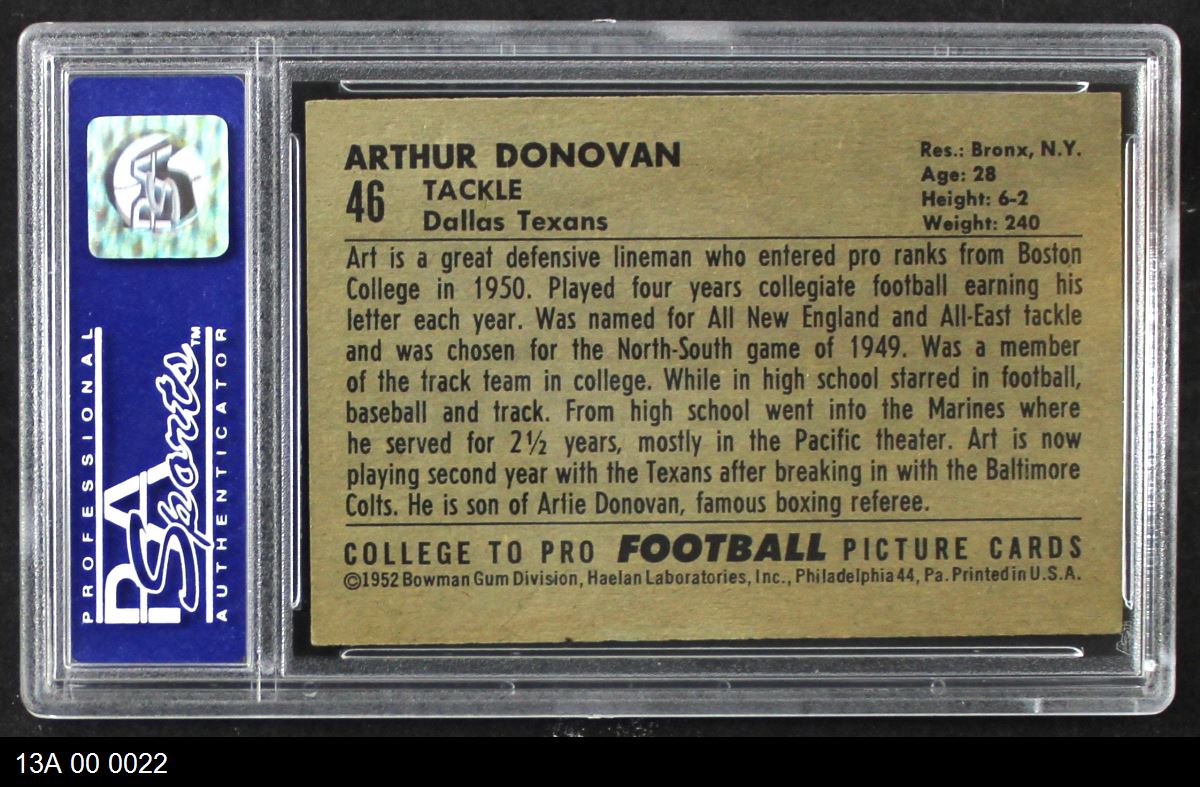 PSA
PROFESSIONAL
PSA Sports™
AUTHENTICATOR
ARTHUR DONOVAN
46 TACKLE
Dallas Texans
Res.: Bronx, N.Y.
Age: 28
Height: 6-2
Weight: 240
Art is a great defensive lineman who entered pro ranks from Boston
College in 1950. Played four years collegiate football earning his
letter each year. Was named for All New England and All-East tackle
and was chosen for the North-South game of 1949. Was a member
of the track team in college. While in high school starred in football,
baseball and track. From high school went into the Marines where
he served for 2½ years, mostly in the Pacific theater. Art is now
playing second year with the Texans after breaking in with the Baltimore
Colts. He is son of Artie Donovan, famous boxing referee.
COLLEGE TO PRO FOOTBALL PICTURE CARDS
©1952 Bowman Gum Division, Haelan Laboratories, Inc., Philadelphia 44, Pa. Printed in U.S.A.
13A 00 0022